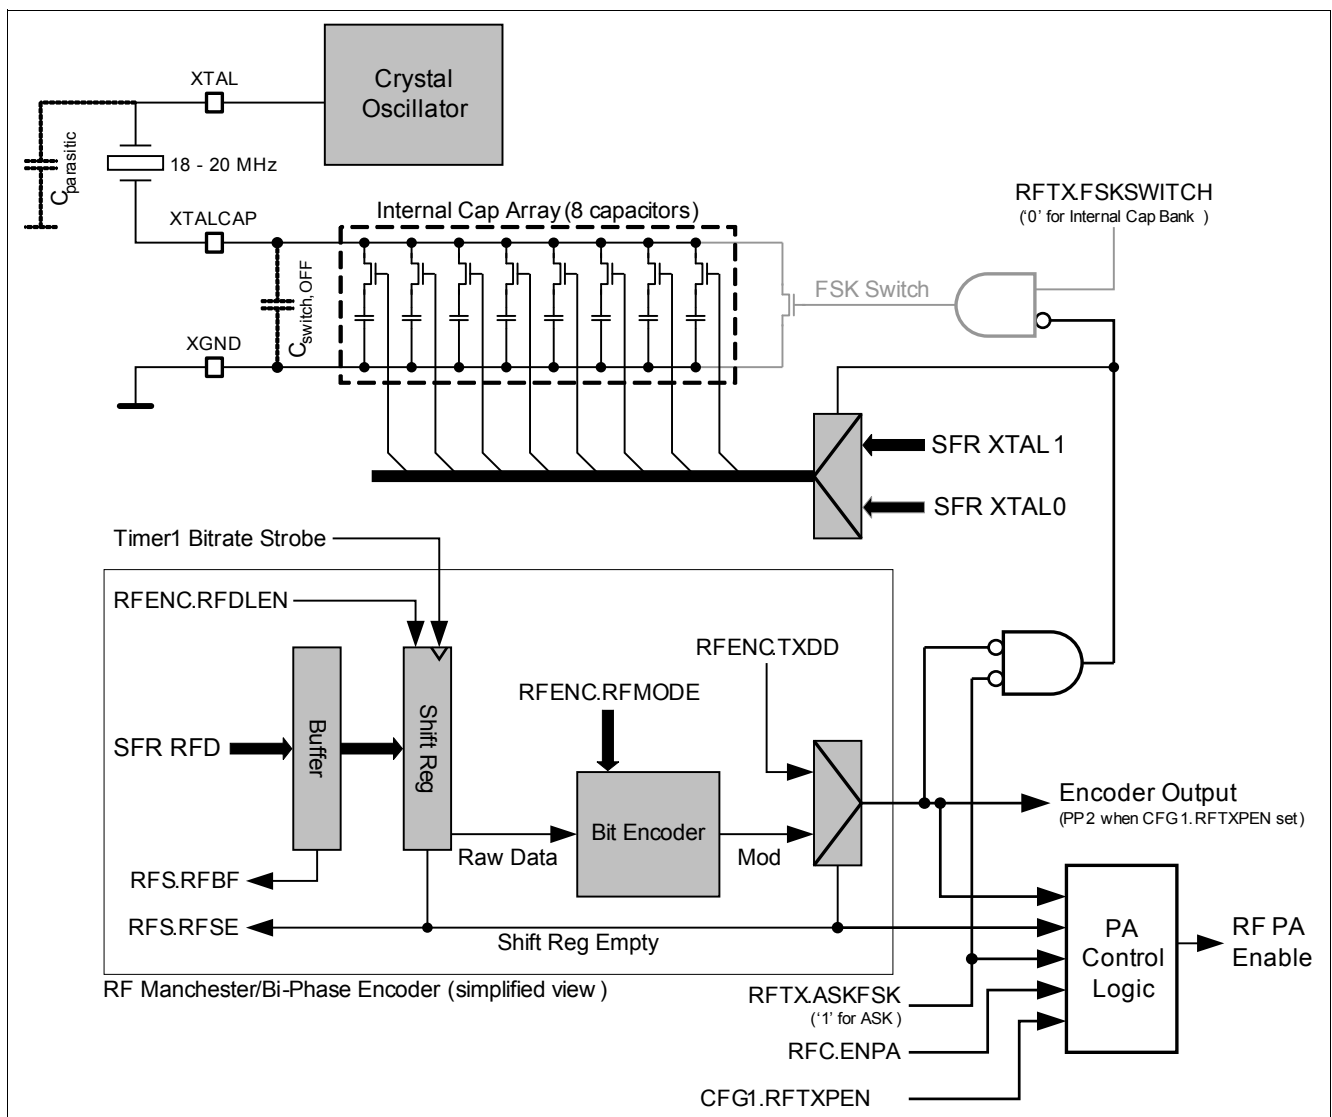 XTAL
Crystal
Oscillator
Cparasitic
18 - 20 MHz
RFTX.FSKSWITCH
('0' for Internal Cap Bank )
XTALCAP
Internal Cap Array (8 capacitors)
FSK Switch
Cswitch,OFF
XGND
SFR XTAL1
SFR XTAL0
Timer1 Bitrate Strobe
RFENC.RFDLEN
RFENC.TXDD
RFENC.RFMODE
SFR RFD
Buffer
Shift Reg
Bit Encoder
Encoder Output
(PP2 when CFG1.RFTXPEN set)
Raw Data
Mod
RFS.RFBF
RFS.RFSE
Shift Reg Empty
PA
Control
Logic
RF PA
Enable
RF Manchester/Bi-Phase Encoder (simplified view )
RFTX.ASKFSK
('1' for ASK )
RFC.ENPA
CFG1.RFTXPEN